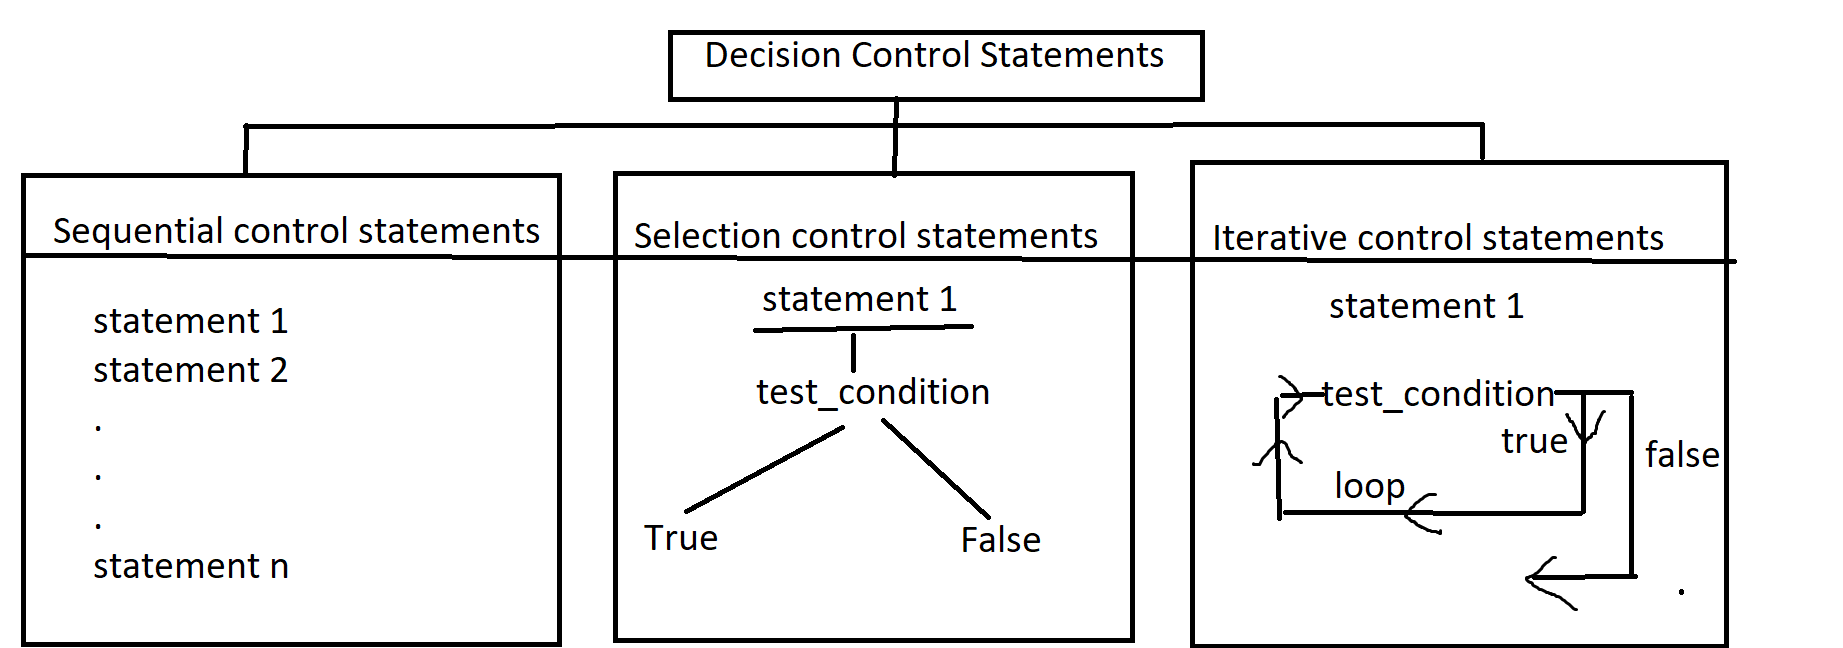 Decision Control Statements
Sequential control statements
statement 1
statement 2
.
.
.
statement n
Selection control statements
statement 1
test_condition
True
False
Iterative control statements
statement 1
test_condition
true
false
loop
.